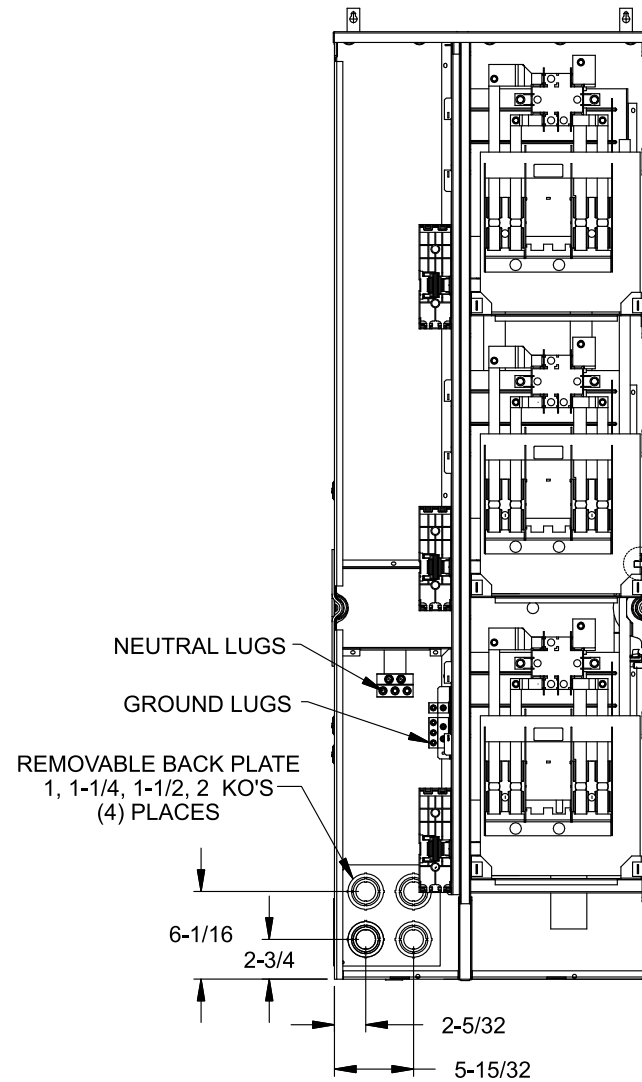 NEUTRAL LUGS
GROUND LUGS
REMOVABLE BACK PLATE
1, 1-1/4, 1-1/2, 2 KO'S
(4) PLACES
6-1/16
2-3/4
2-5/32
5-15/32